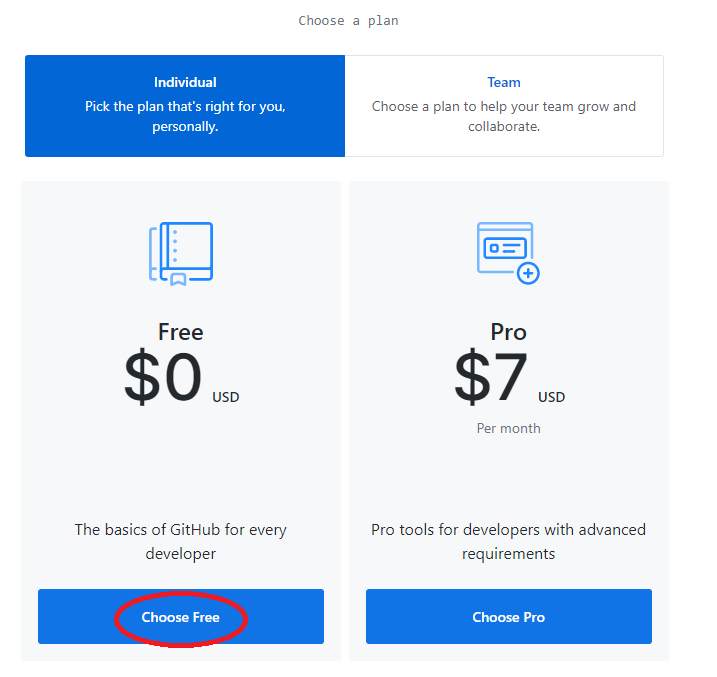 Choose a plan
Individual
Pick the plan that's right for you,
personally.
Team
Choose a plan to help your team grow and
collaborate.
Free
$0 USD
The basics of GitHub for every
developer
Choose Free
Pro
$7 USD
Per month
Pro tools for developers with advanced
requirements
Choose Pro